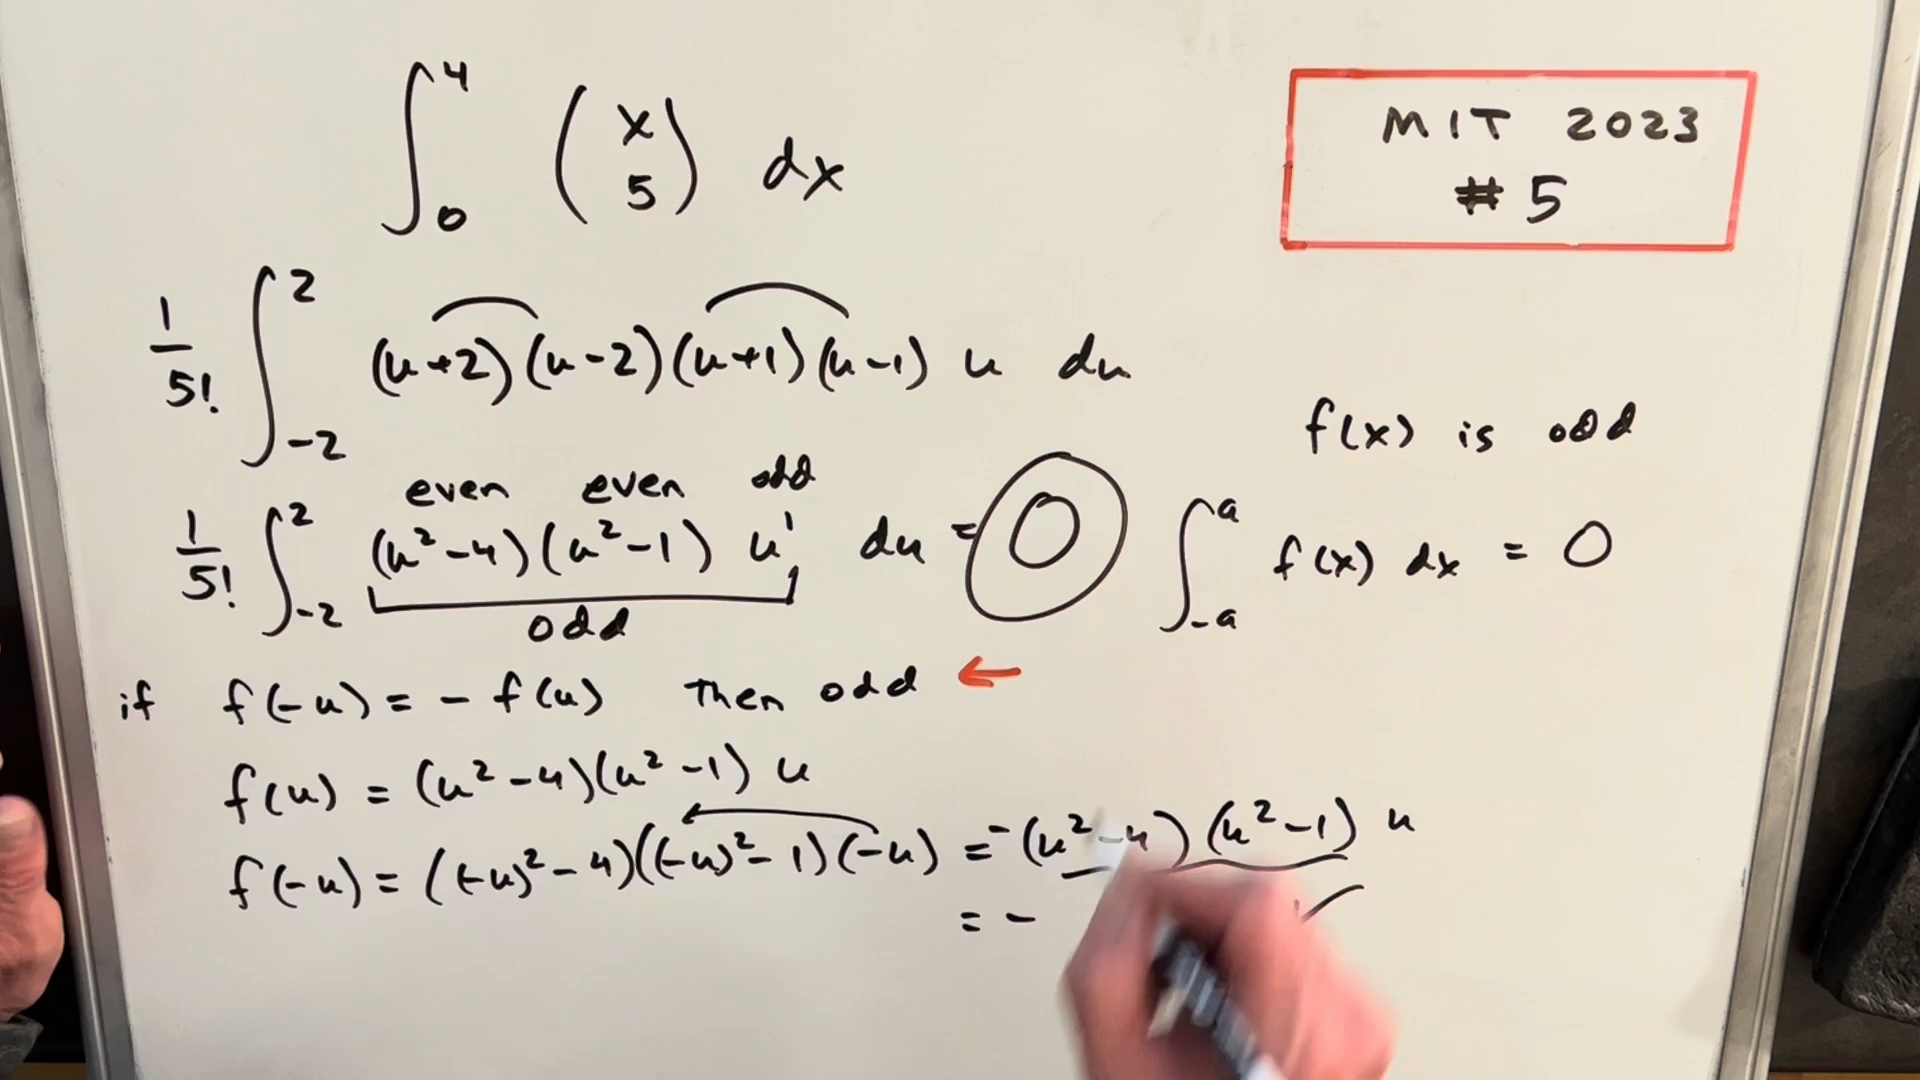 ∫₀⁴ (x 5) dx
MIT 2023
# 5
1/5! ∫₋₂² (u+2)(u-2)(u+1)(u-1) u du
f(x) is odd
even even odd
1/5! ∫₋₂² (u²-4)(u²-1) u¹ du = 0
∫₋ₐᵃ f(x) dx = 0
odd
if f(-u) = - f(u) then odd ←
f(u) = (u²-4)(u²-1) u
f(-u) = ((-u)²-4)((-u)²-1)(-u) = -(u²-4)(u²-1) u
= -